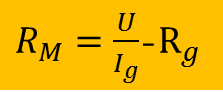 R_M = U/I_g - R_g